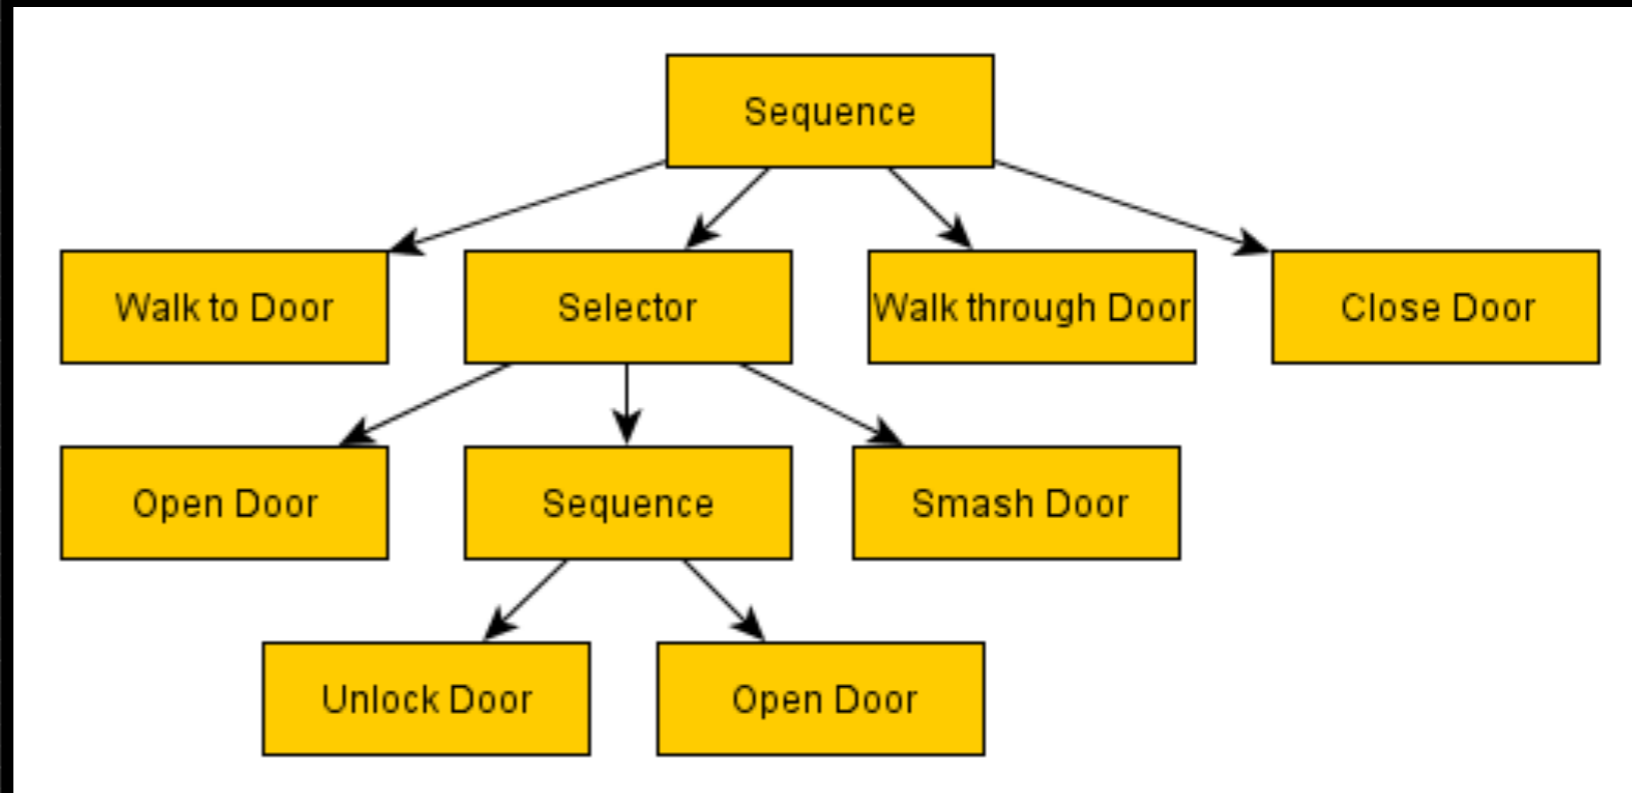 Sequence
Walk to Door
Selector
Walk through Door
Close Door
Open Door
Sequence
Smash Door
Unlock Door
Open Door